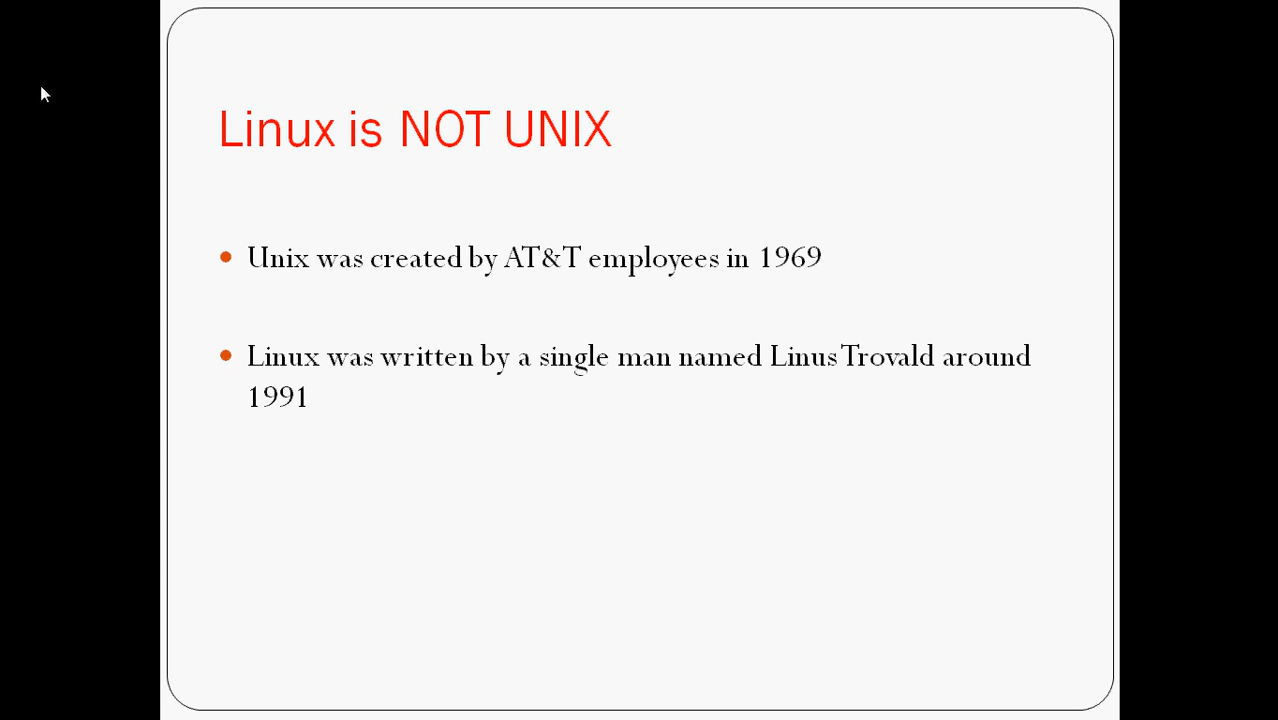 Linux is NOT UNIX
Unix was created by AT&T employees in 1969
Linux was written by a single man named Linus Trovald around
1991